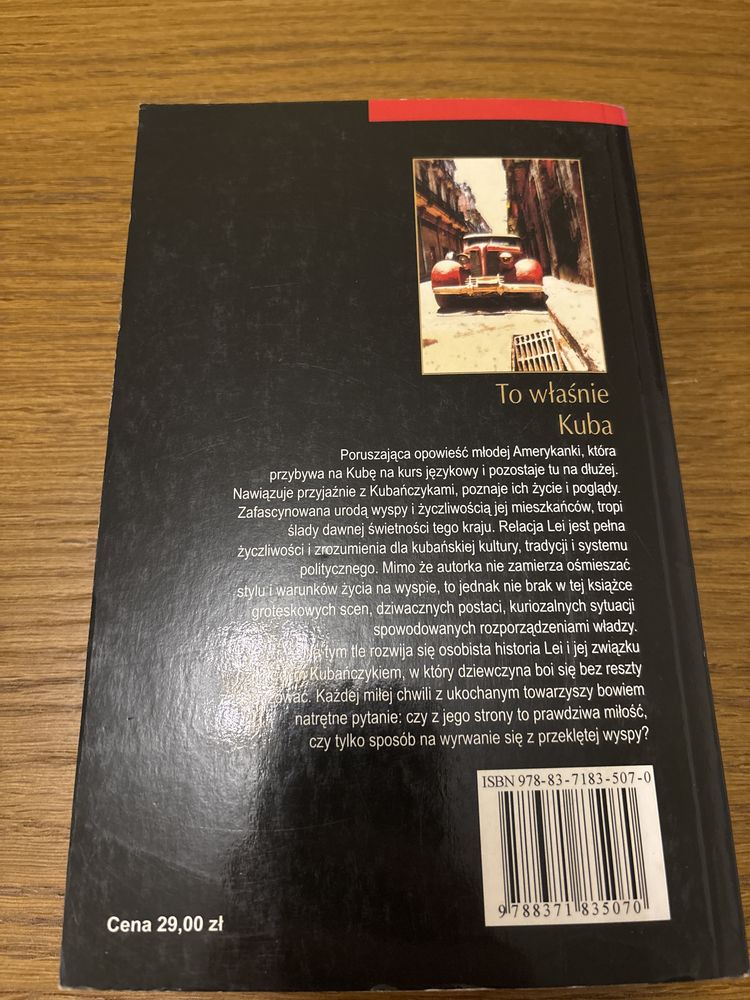 To właśnie
Kuba
Poruszająca opowieść młodej Amerykanki, która
przybywa na Kubę na kurs językowy i pozostaje tu na dłużej.
Nawiązuje przyjaźnie z Kubańczykami, poznaje ich życie i poglądy.
Zafascynowana urodą wyspy i życzliwością jej mieszkańców, tropi
ślady dawnej świetności tego kraju. Relacja Lei jest pełna
życzliwości i zrozumienia dla kubańskiej kultury, tradycji i systemu
politycznego. Mimo że autorka nie zamierza ośmieszać
stylu i warunków życia na wyspie, to jednak nie brak w tej książce
groteskowych scen, dziwacznych postaci, kuriozalnych sytuacji
spowodowanych rozporządzeniami władzy.
tym tle rozwija się osobista historia Lei i jej związku
Kubańczykiem, w który dziewczyna boi się bez reszty
Każdej miłej chwili z ukochanym towarzyszy bowiem
natrętne pytanie: czy z jego strony to prawdziwa miłość,
czy tylko sposób na wyrwanie się z przeklętej wyspy?
ISBN 978-83-7183-507-0
9 788371 835070
Cena 29,00 zł